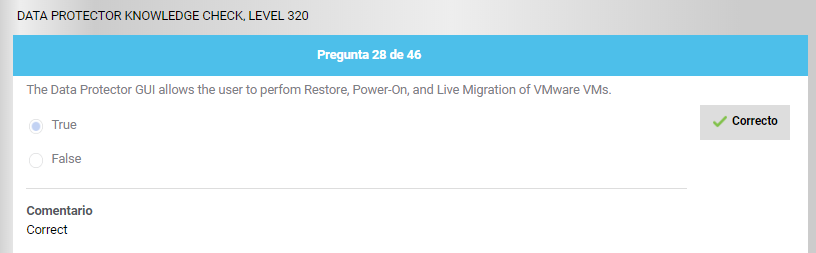 DATA PROTECTOR KNOWLEDGE CHECK, LEVEL 320
Pregunta 28 de 46
The Data Protector GUI allows the user to perfom Restore, Power-On, and Live Migration of VMware VMs.
True
Correcto
False
Comentario
Correct